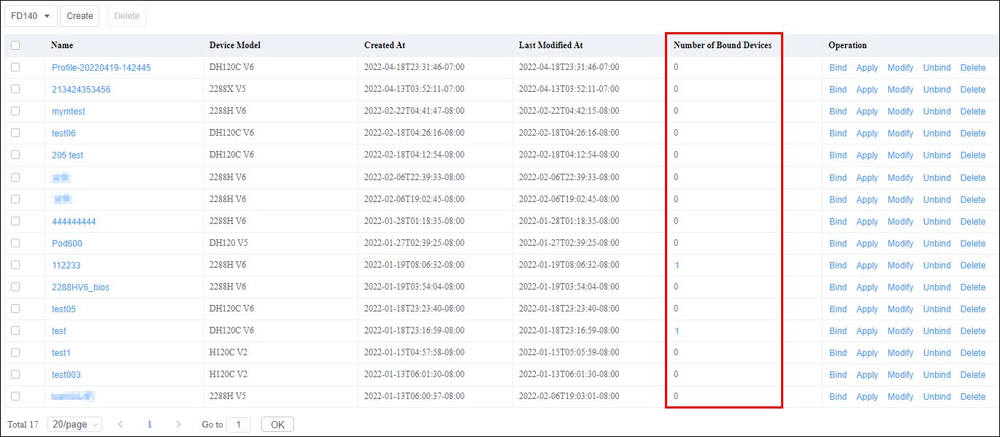 FD140 Create Delete
Name Device Model Created At Last Modified At Number of Bound Devices Operation
Profile-20220419-142445 DH120C V6 2022-04-18T23:31:46-07:00 2022-04-18T23:31:46-07:00 0 Bind Apply Modify Unbind Delete
213424353456 2288X V5 2022-04-13T03:52:11-07:00 2022-04-13T03:52:11-07:00 0 Bind Apply Modify Unbind Delete
mymtest 2288H V6 2022-02-22T04:41:47-08:00 2022-02-22T04:42:15-08:00 0 Bind Apply Modify Unbind Delete
test06 DH120C V6 2022-02-18T04:26:16-08:00 2022-02-18T04:26:16-08:00 0 Bind Apply Modify Unbind Delete
205 test DH120C V6 2022-02-18T04:12:54-08:00 2022-02-18T04:12:54-08:00 0 Bind Apply Modify Unbind Delete
2288H V6 2022-02-06T22:39:33-08:00 2022-02-06T22:39:33-08:00 0 Bind Apply Modify Unbind Delete
2288H V6 2022-02-06T19:02:45-08:00 2022-02-06T19:02:45-08:00 0 Bind Apply Modify Unbind Delete
444444444 2288H V6 2022-01-28T01:18:35-08:00 2022-01-28T01:18:35-08:00 0 Bind Apply Modify Unbind Delete
Pod600 DH120 V5 2022-01-27T02:39:25-08:00 2022-01-27T02:39:25-08:00 0 Bind Apply Modify Unbind Delete
112233 2288H V6 2022-01-19T08:06:32-08:00 2022-01-19T08:06:32-08:00 1 Bind Apply Modify Unbind Delete
2288HV6_bios 2288H V6 2022-01-19T03:54:04-08:00 2022-01-19T03:54:04-08:00 0 Bind Apply Modify Unbind Delete
test05 DH120C V6 2022-01-18T23:23:40-08:00 2022-01-18T23:23:40-08:00 0 Bind Apply Modify Unbind Delete
test DH120C V6 2022-01-18T23:16:59-08:00 2022-01-18T23:16:59-08:00 1 Bind Apply Modify Unbind Delete
test1 H120C V2 2022-01-15T04:57:58-08:00 2022-01-15T05:05:59-08:00 0 Bind Apply Modify Unbind Delete
test003 H120C V2 2022-01-13T06:01:30-08:00 2022-01-13T06:01:30-08:00 0 Bind Apply Modify Unbind Delete
2288H V5 2022-01-13T06:00:37-08:00 2022-02-06T19:03:01-08:00 0 Bind Apply Modify Unbind Delete
Total 17 20/page 1 Go to 1 OK